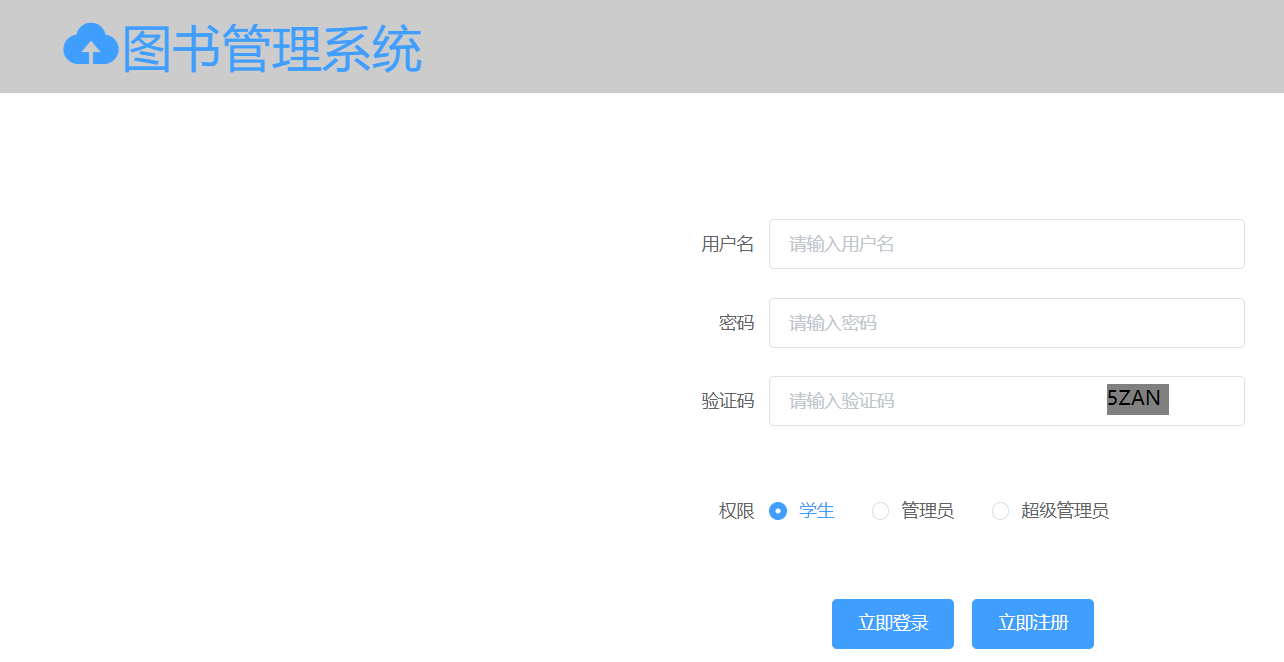 图书管理系统
用户名 请输入用户名
密码 请输入密码
验证码 请输入验证码 5ZAN
权限 学生 管理员 超级管理员
立即登录 立即注册